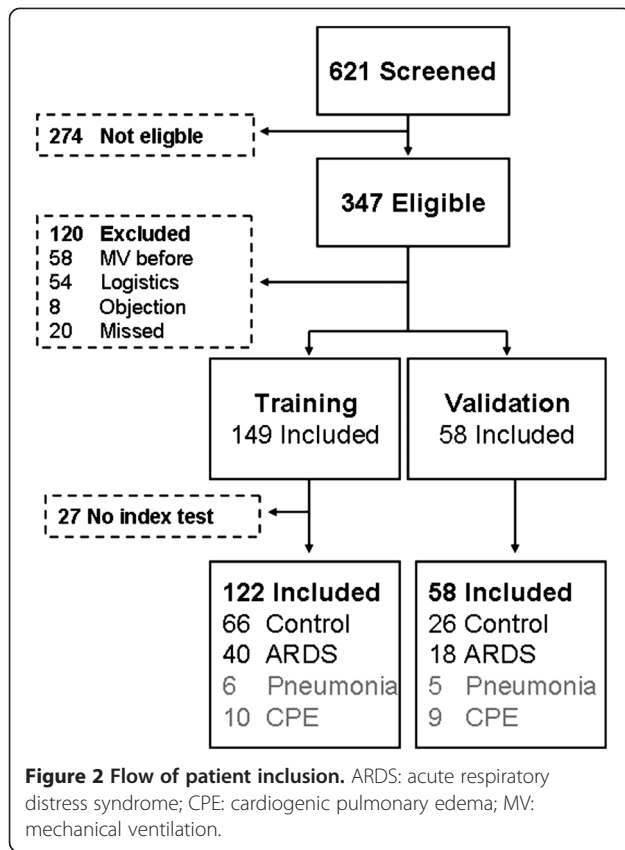 621 Screened
274 Not eligble
347 Eligible
120 Excluded
58 MV before
54 Logistics
8 Objection
20 Missed
Training
149 Included
Validation
58 Included
27 No index test
122 Included
66 Control
40 ARDS
6 Pneumonia
10 CPE
58 Included
26 Control
18 ARDS
5 Pneumonia
9 CPE
Figure 2 Flow of patient inclusion. ARDS: acute respiratory
distress syndrome; CPE: cardiogenic pulmonary edema; MV:
mechanical ventilation.